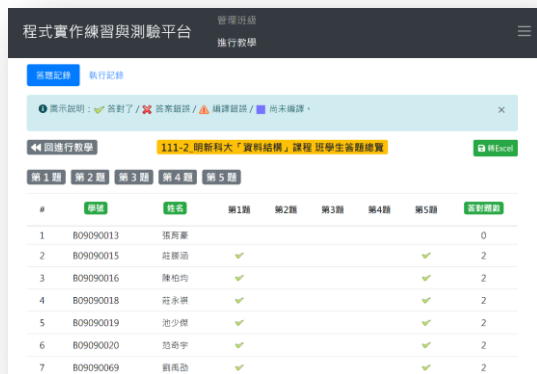 程式實作練習與測驗平台
管理班級
進行教學
答題記錄 執行記錄
圖示說明：答對了 / 答案錯誤 / 編譯錯誤 / 尚未編譯。 ×
回進行教學 111-2_明新科大「資料結構」課程 班學生答題總覽 轉Excel
第1題 第2題 第3題 第4題 第5題
# 學號 姓名 第1題 第2題 第3題 第4題 第5題 答對題數
1 B09090013 張育豪 0
2 B09090015 莊勝涵 2
3 B09090016 陳柏均 2
4 B09090018 莊永祺 2
5 B09090019 池少傑 2
6 B09090020 范奇宇 2
7 B09090069 劉禹劭 2